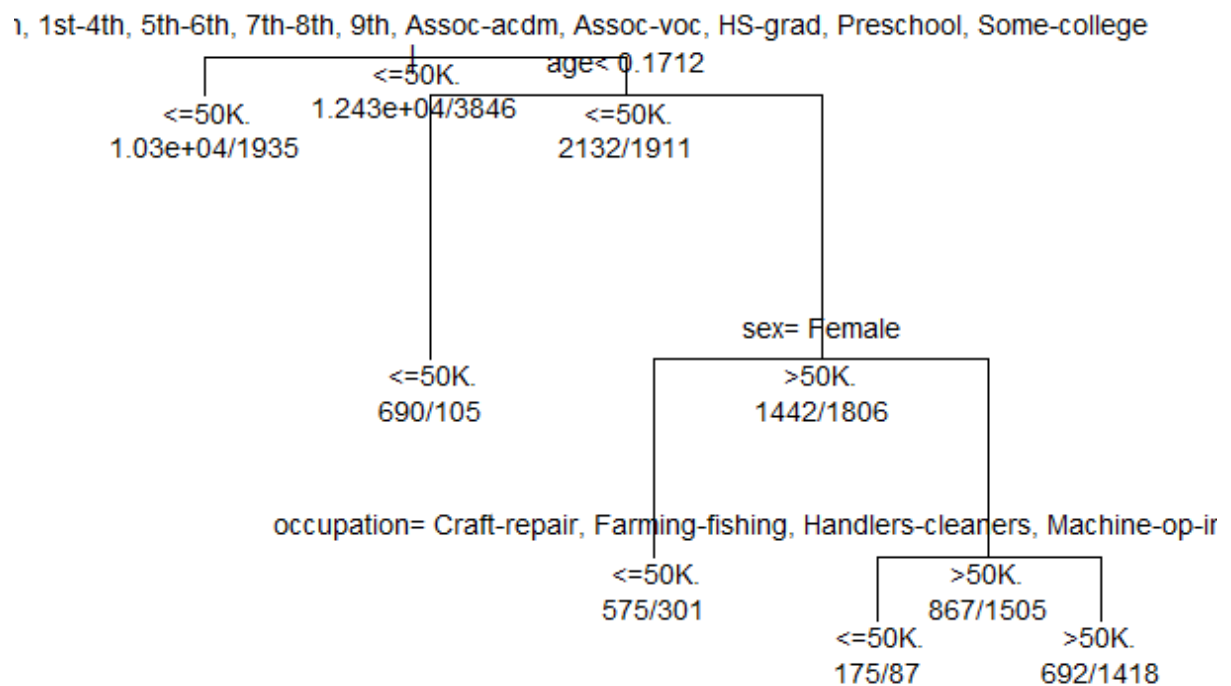 , 1st-4th, 5th-6th, 7th-8th, 9th, Assoc-acdm, Assoc-voc, HS-grad, Preschool, Some-college
age< 0.1712
<=50K.
1.243e+04/3846
<=50K.
1.03e+04/1935
<=50K.
2132/1911
sex= Female
<=50K.
690/105
>50K.
1442/1806
occupation= Craft-repair, Farming-fishing, Handlers-cleaners,
<=50K.
575/301
>50K.
867/1505
<=50K.
175/87
>50K.
692/1418